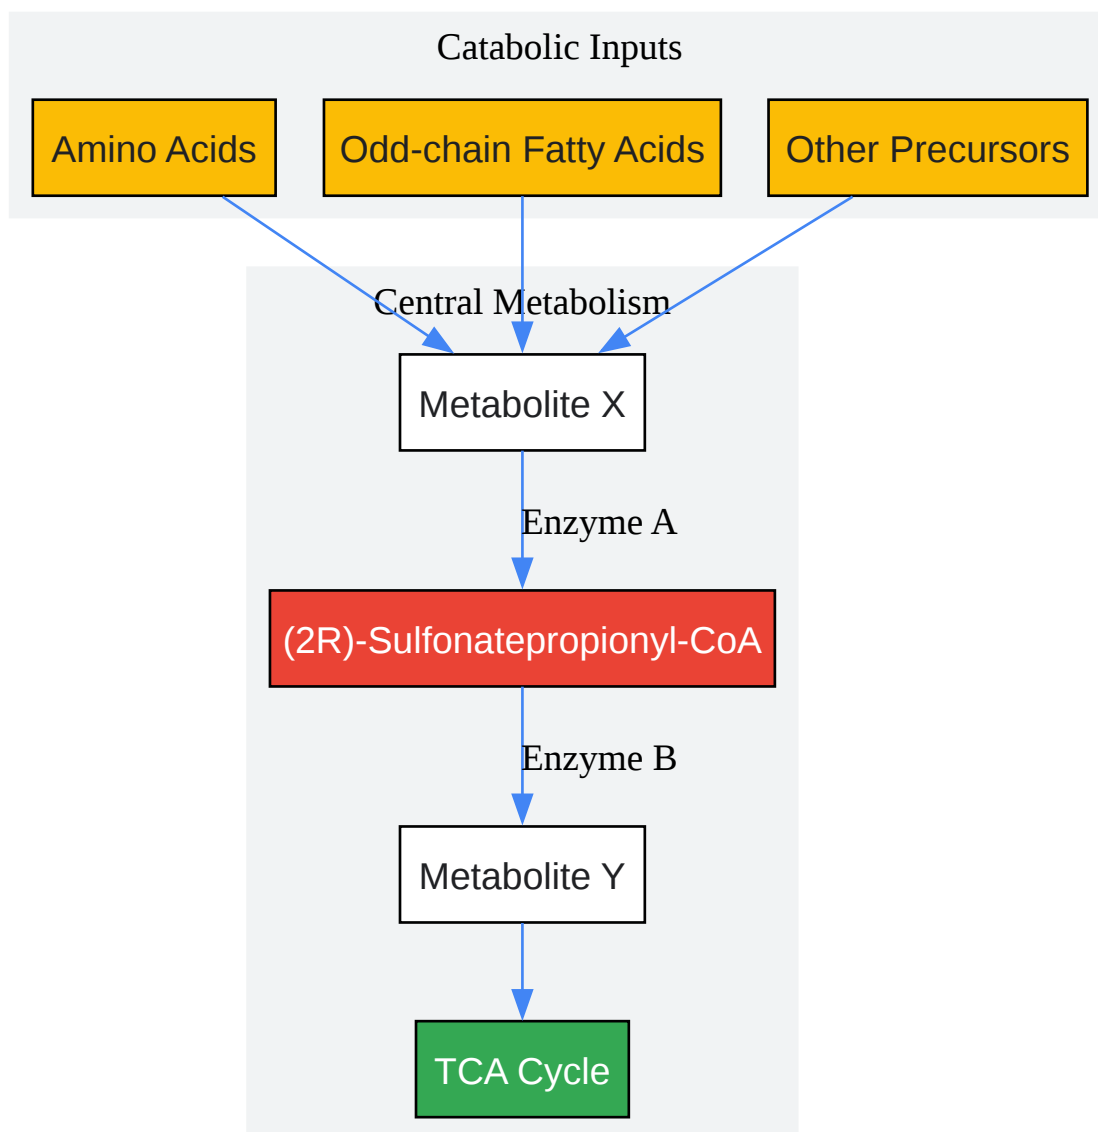 Catabolic Inputs
Amino Acids
Odd-chain Fatty Acids
Other Precursors
Central Metabolism
Metabolite X
Enzyme A
(2R)-Sulfonatepropionyl-CoA
Enzyme B
Metabolite Y
TCA Cycle